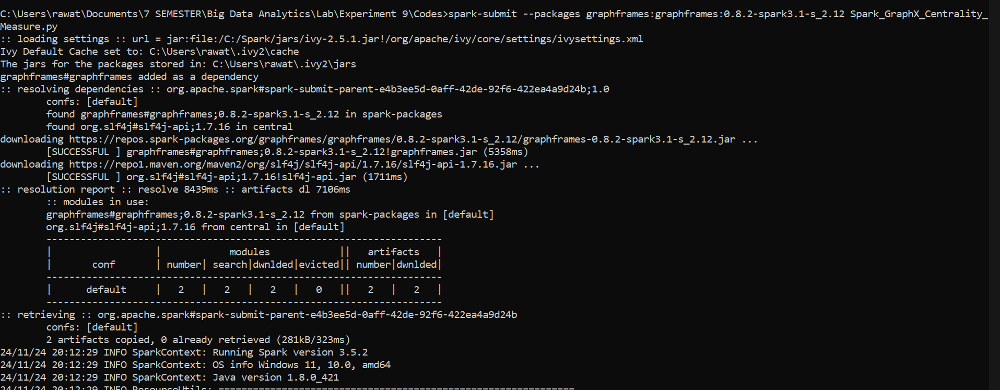 C:\Users\rawat\Documents\7 SEMESTER\Big Data Analytics\Lab\Experiment 9\Codes>spark-submit --packages graphframes:graphframes:0.8.2-spark3.1-s_2.12 Spark_GraphX_Centrality_
Measure.py
:: loading settings :: url = jar:file:/C:/Spark/jars/ivy-2.5.1.jar!/org/apache/ivy/core/settings/ivysettings.xml
Ivy Default Cache set to: C:\Users\rawat\.ivy2\cache
The jars for the packages stored in: C:\Users\rawat\.ivy2\jars
graphframes#graphframes added as a dependency
:: resolving dependencies :: org.apache.spark#spark-submit-parent-e4b3ee5d-0aff-42de-92f6-422ea4a9d24b;1.0
        confs: [default]
        found graphframes#graphframes;0.8.2-spark3.1-s_2.12 in spark-packages
        found org.slf4j#slf4j-api;1.7.16 in central
downloading https://repos.spark-packages.org/graphframes/graphframes/0.8.2-spark3.1-s_2.12/graphframes-0.8.2-spark3.1-s_2.12.jar ...
        [SUCCESSFUL ] graphframes#graphframes;0.8.2-spark3.1-s_2.12!graphframes.jar (5358ms)
downloading https://repo1.maven.org/maven2/org/slf4j/slf4j-api/1.7.16/slf4j-api-1.7.16.jar ...
        [SUCCESSFUL ] org.slf4j#slf4j-api;1.7.16!slf4j-api.jar (1711ms)
:: resolution report :: resolve 8439ms :: artifacts dl 7106ms
        :: modules in use:
        graphframes#graphframes;0.8.2-spark3.1-s_2.12 from spark-packages in [default]
        org.slf4j#slf4j-api;1.7.16 from central in [default]
        ---------------------------------------------------------------------
        |                  |            modules            ||   artifacts   |
        |       conf       | number| search|dwnlded|evicted|| number|dwnlded|
        ---------------------------------------------------------------------
        |      default     |   2   |   2   |   2   |   0   ||   2   |   2   |
        ---------------------------------------------------------------------
:: retrieving :: org.apache.spark#spark-submit-parent-e4b3ee5d-0aff-42de-92f6-422ea4a9d24b
        confs: [default]
        2 artifacts copied, 0 already retrieved (281kB/323ms)
24/11/24 20:12:29 INFO SparkContext: Running Spark version 3.5.2
24/11/24 20:12:29 INFO SparkContext: OS info Windows 11, 10.0, amd64
24/11/24 20:12:29 INFO SparkContext: Java version 1.8.0_421
24/11/24 20:12:29 INFO ResourceUtils: ==============================================================